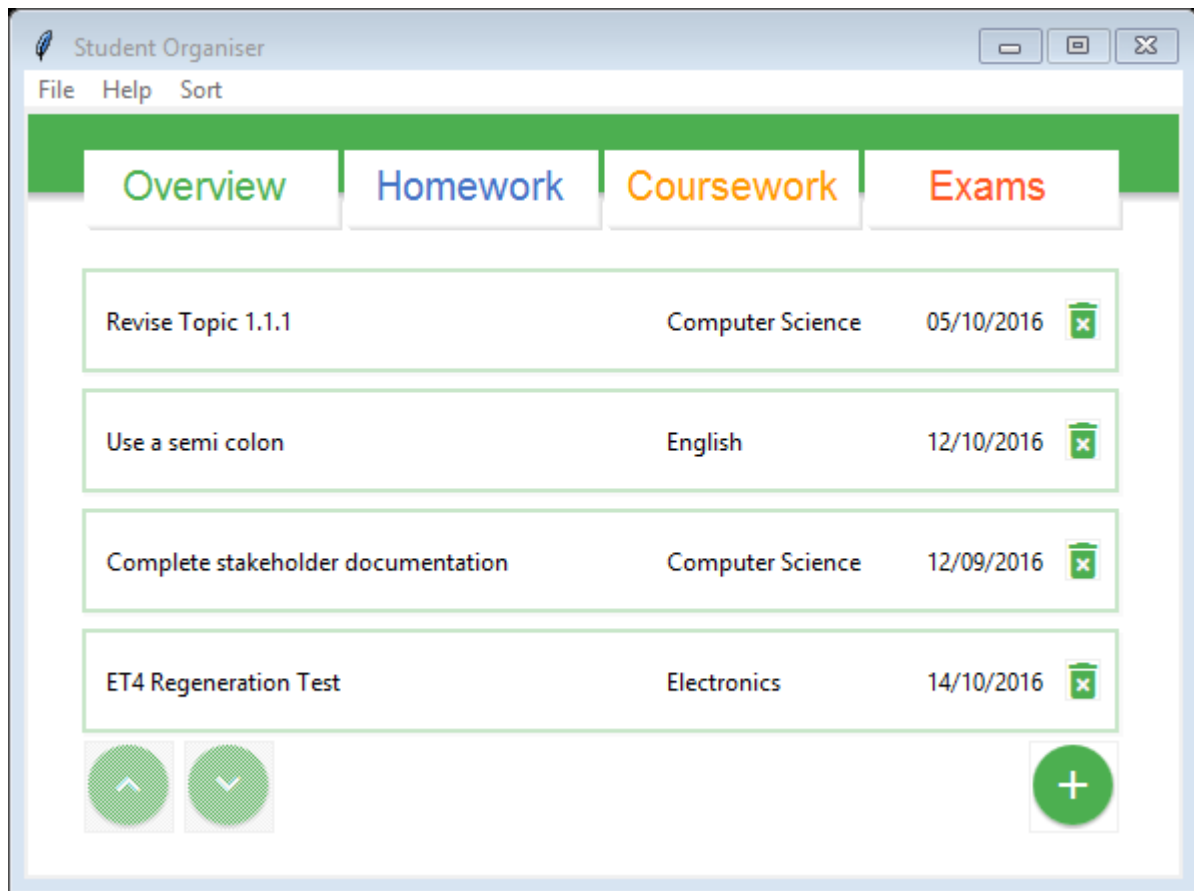 Student Organiser
File Help Sort
Overview Homework Coursework Exams
Revise Topic 1.1.1 Computer Science 05/10/2016
Use a semi colon English 12/10/2016
Complete stakeholder documentation Computer Science 12/09/2016
ET4 Regeneration Test Electronics 14/10/2016